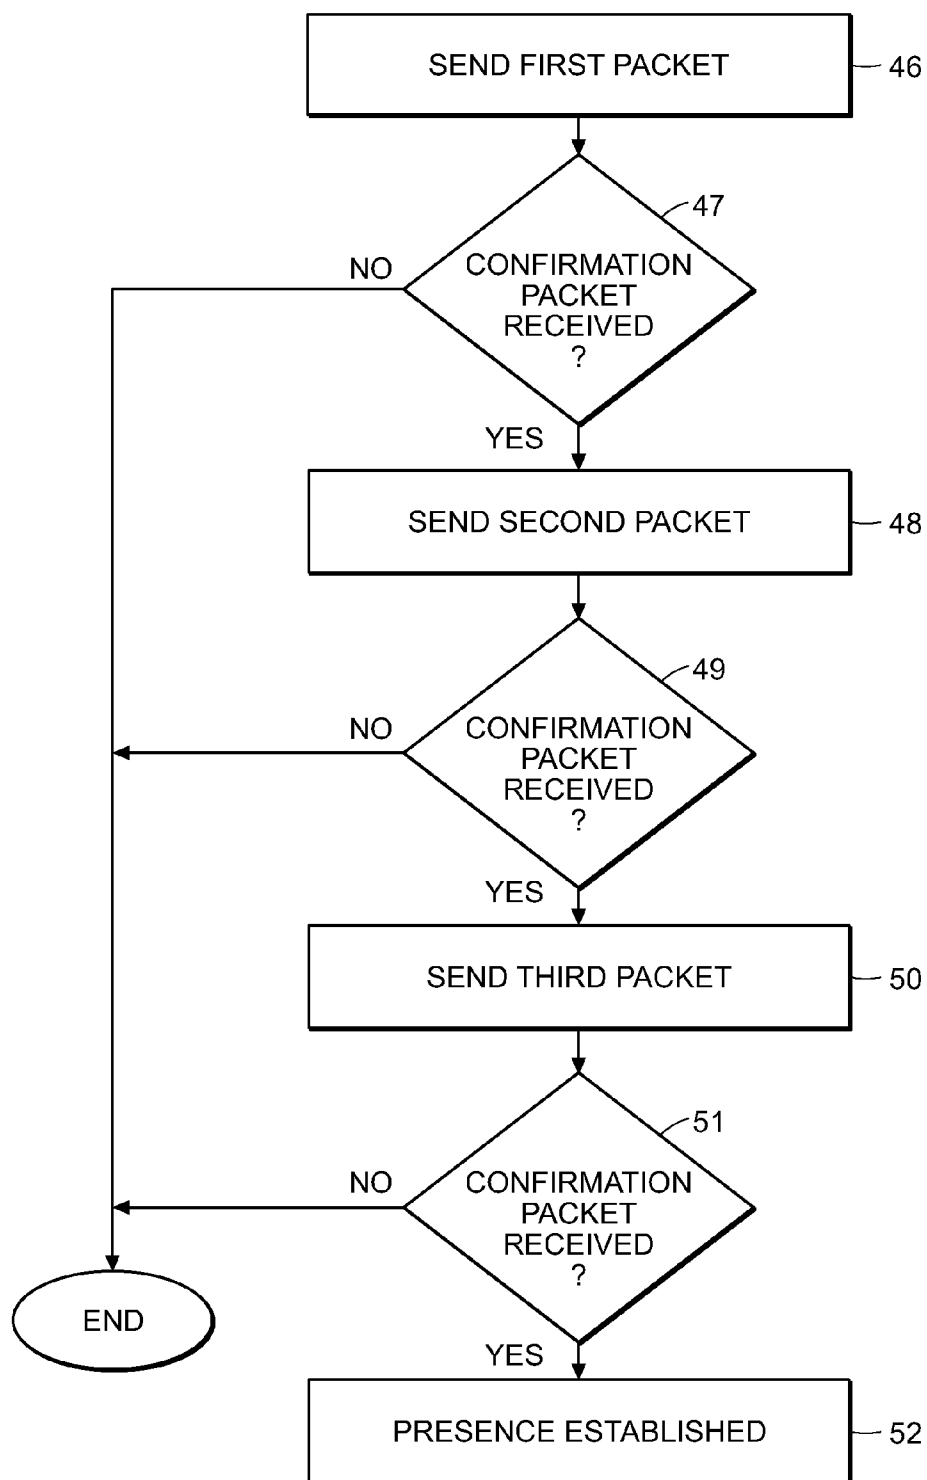 SEND FIRST PACKET
46
47
NO
CONFIRMATION
PACKET
RECEIVED
?
YES
SEND SECOND PACKET
48
49
NO
CONFIRMATION
PACKET
RECEIVED
?
YES
SEND THIRD PACKET
50
51
NO
CONFIRMATION
PACKET
RECEIVED
?
END
YES
PRESENCE ESTABLISHED
52